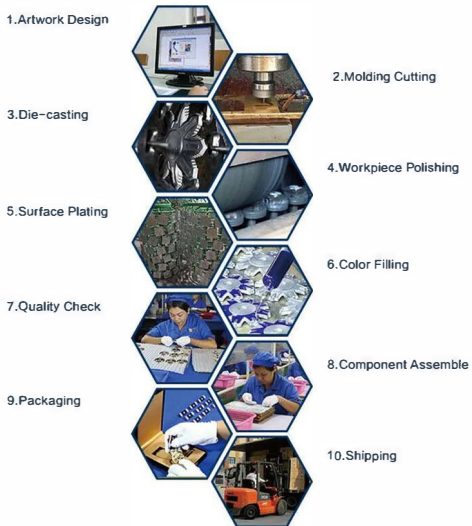 1.Artwork Design
2.Molding Cutting
3.Die-casting
4.Workpiece Polishing
5.Surface Plating
6.Color Filling
7.Quality Check
8.Component Assemble
9.Packaging
10.Shipping